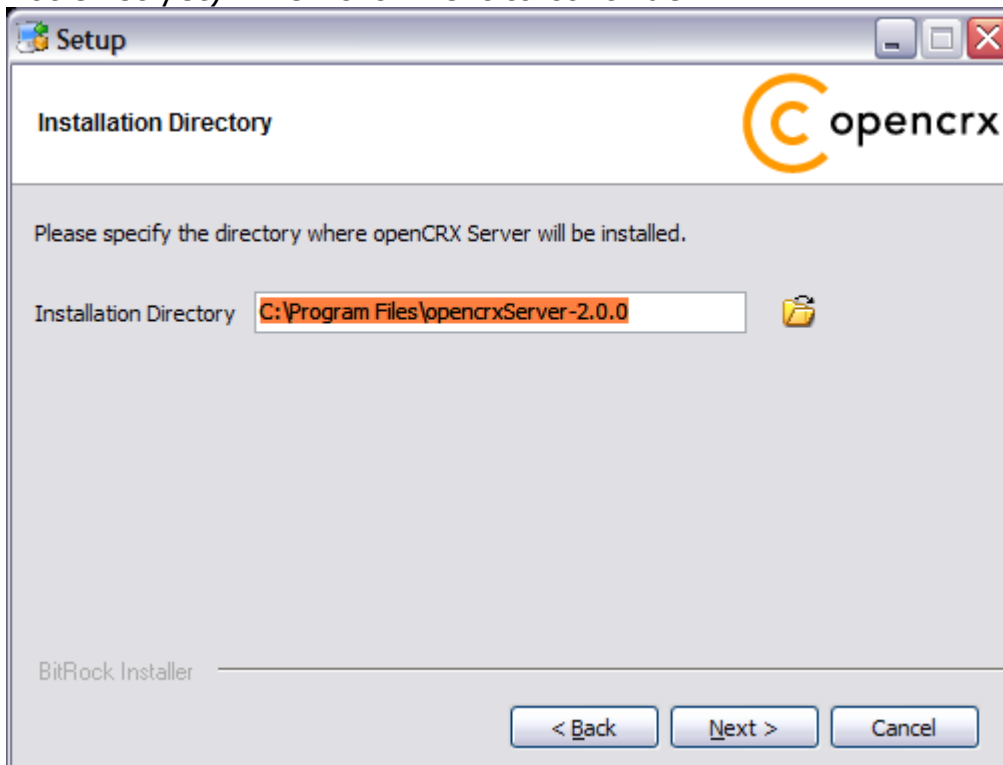 Setup
Installation Directory
opencrx
Please specify the directory where openCRX Server will be installed.
Installation Directory C:\Program Files\opencrxServer-2.0.0
BitRock Installer
< Back Next > Cancel